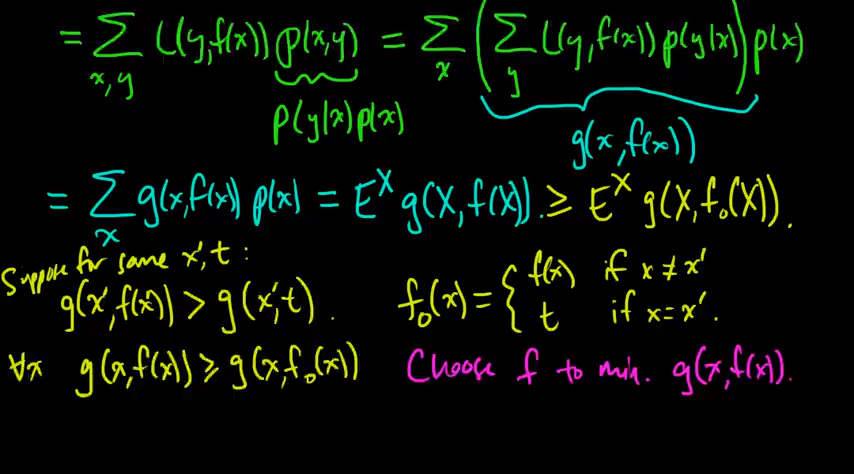 = ∑ L(y,f(x)) p(x,y) = ∑ ( ∑ L(y,f(x)) p(y|x) ) p(x)
x,y x y
p(y|x)p(x) g(x,f(x))
= ∑ g(x,f(x)) p(x) = E^X g(X,f(X)). ≥ E^X g(X,f₀(X)).
x
Suppose for some x',t :
g(x',f(x')) > g(x',t). f₀(x) = { f(x) if x ≠ x'
t if x = x'.
∀x g(x,f(x)) ≥ g(x,f₀(x)) Choose f to min. g(x,f(x)).